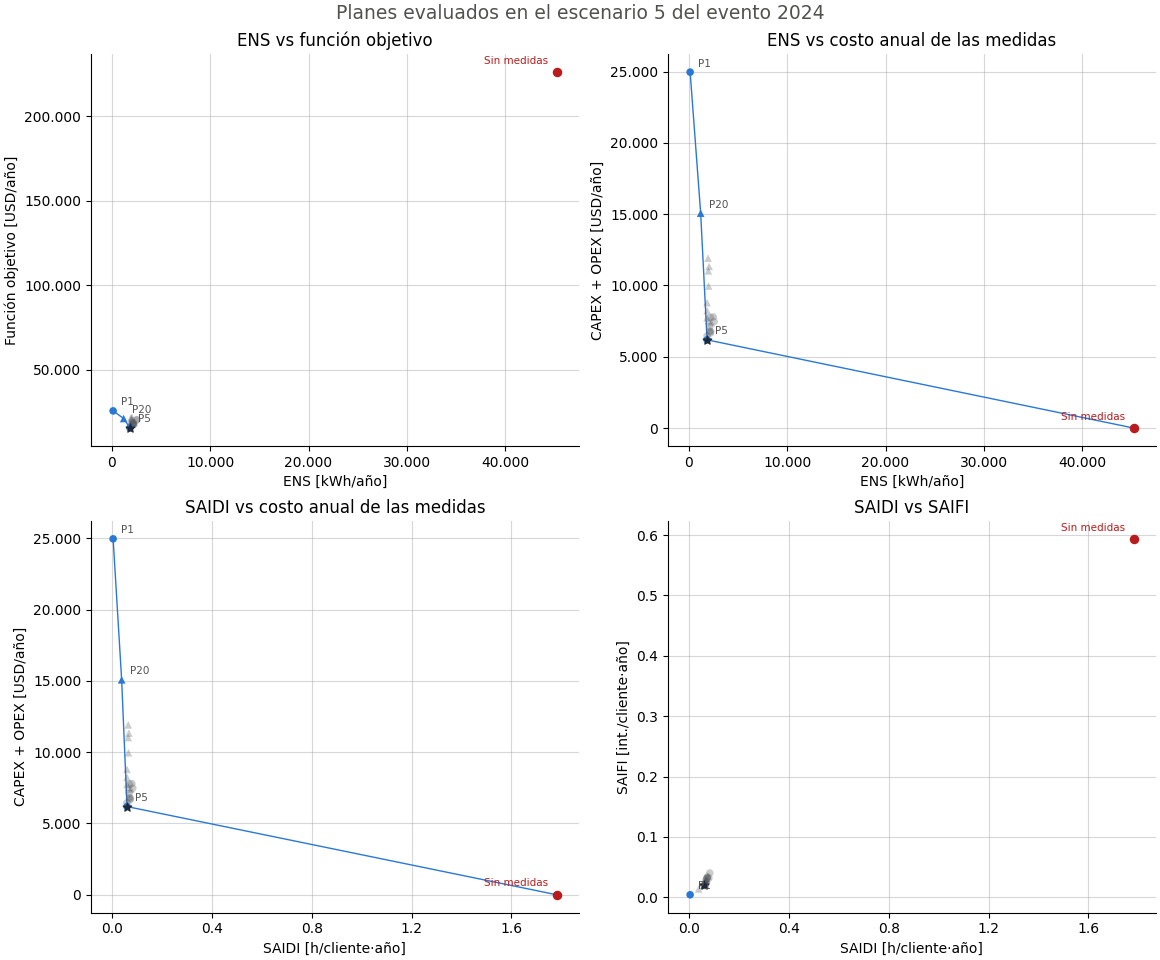 Planes evaluados en el escenario 5 del evento 2024
ENS vs función objetivo
Función objetivo [USD/año]
200.000
150.000
100.000
50.000
Sin medidas
P1
P20
P5
0
10.000
20.000
30.000
40.000
ENS [kWh/año]
ENS vs costo anual de las medidas
CAPEX + OPEX [USD/año]
25.000
20.000
15.000
10.000
5.000
0
P1
P20
P5
Sin medidas
0
10.000
20.000
30.000
40.000
ENS [kWh/año]
SAIDI vs costo anual de las medidas
CAPEX + OPEX [USD/año]
25.000
20.000
15.000
10.000
5.000
0
P1
P20
P5
Sin medidas
0.0
0.4
0.8
1.2
1.6
SAIDI [h/cliente·año]
SAIDI vs SAIFI
SAIFI [int./cliente·año]
0.6
0.5
0.4
0.3
0.2
0.1
0.0
Sin medidas
0.0
0.4
0.8
1.2
1.6
SAIDI [h/cliente·año]